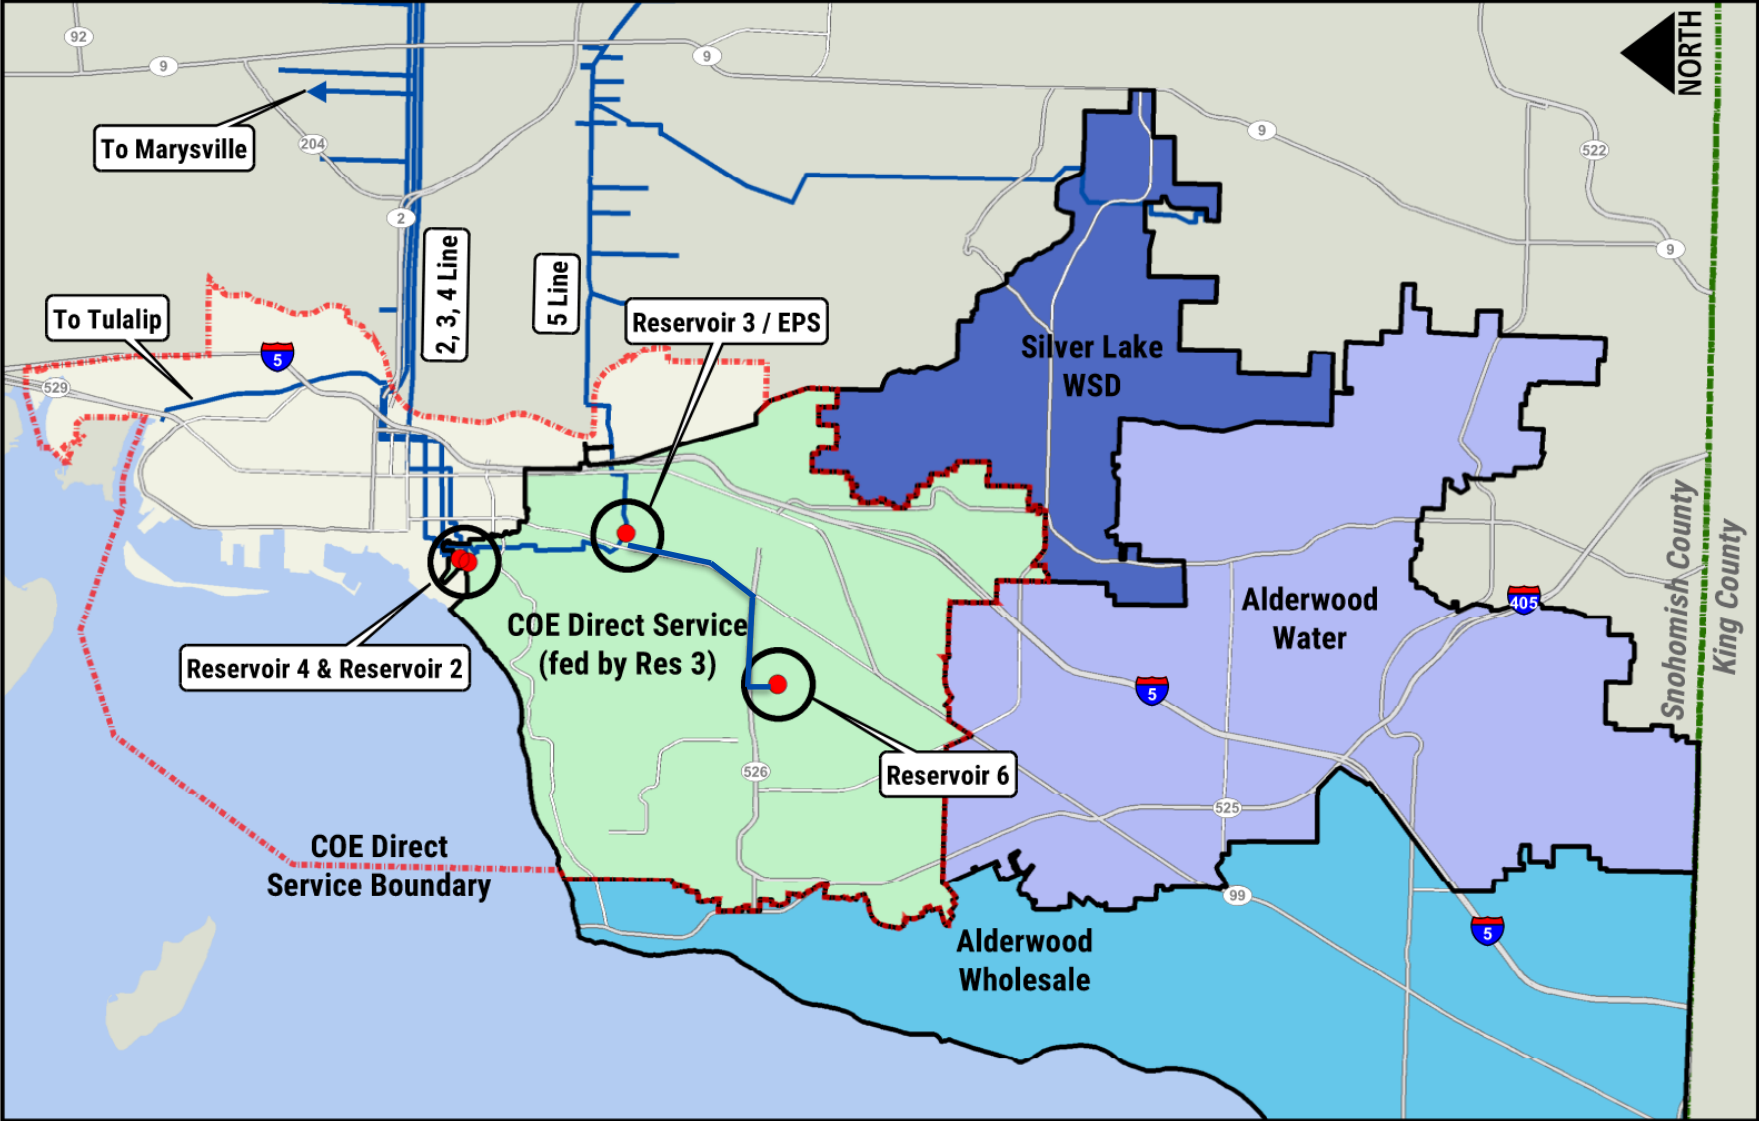 92
9
9
NORTH
To Marysville
204
9
522
2
2, 3, 4 Line
5 Line
9
To Tulalip
Reservoir 3 / EPS
5
529
Silver Lake
WSD
Snohomish County
King County
405
Alderwood
Water
COE Direct Service
(fed by Res 3)
Reservoir 4 & Reservoir 2
5
Reservoir 6
526
525
COE Direct
Service Boundary
99
5
Alderwood
Wholesale